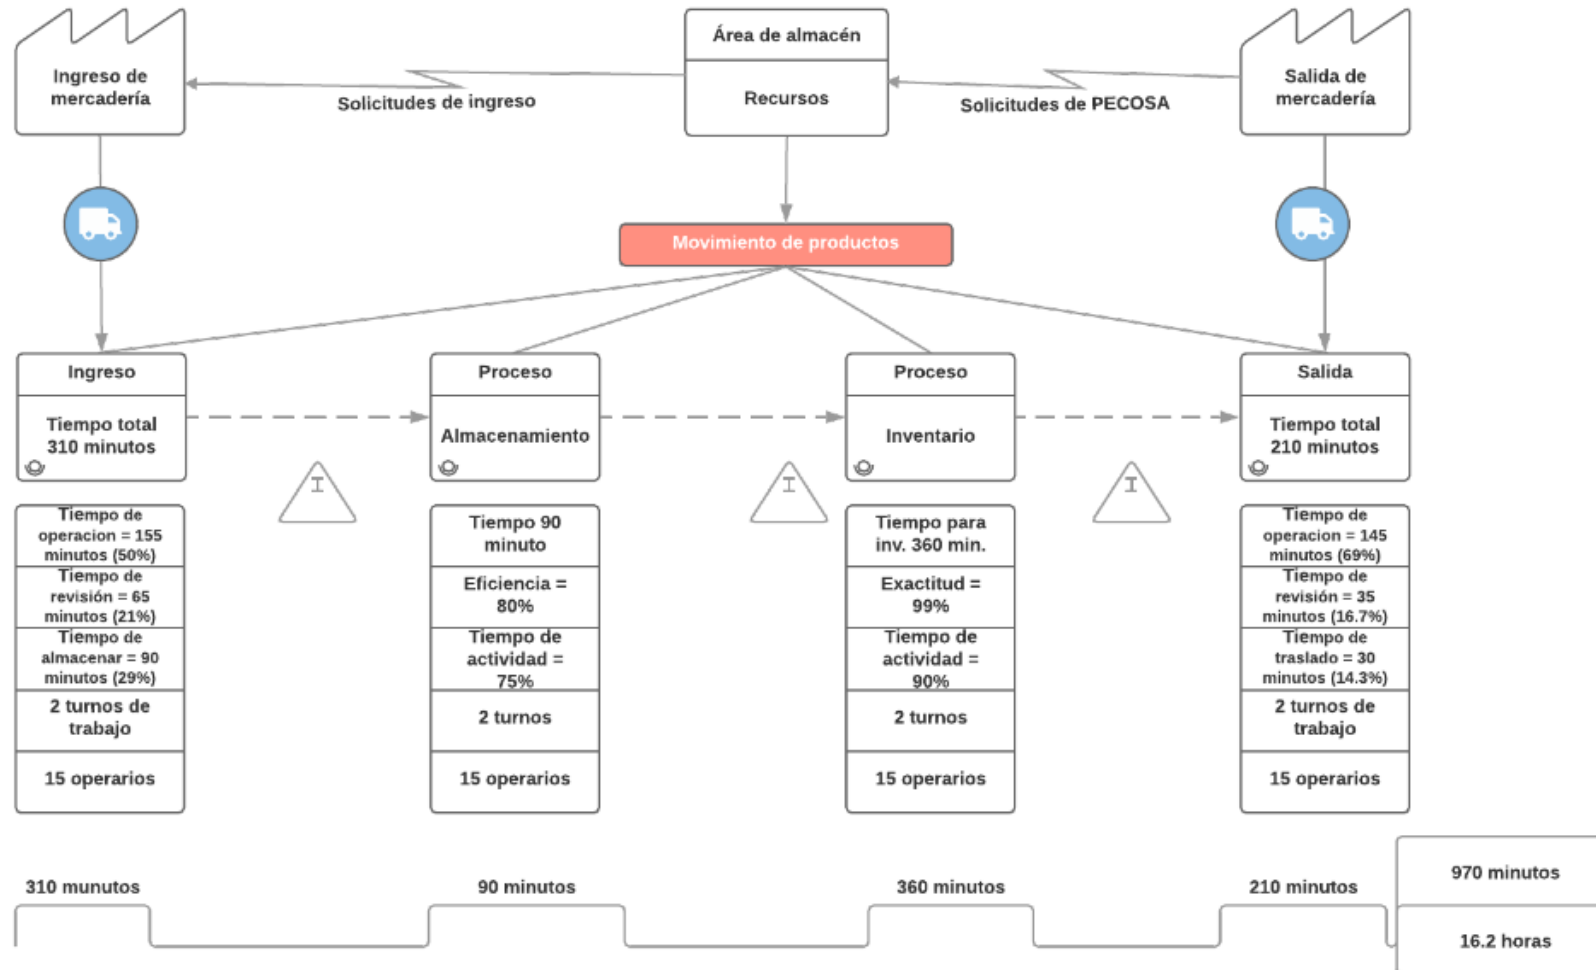 Ingreso de
mercadería
Solicitudes de ingreso
Área de almacén
Recursos
Solicitudes de PECOSA
Salida de
mercadería
Movimiento de productos
Ingreso
Tiempo total
310 minutos
Proceso
Almacenamiento
Proceso
Inventario
Salida
Tiempo total
210 minutos
I
I
I
Tiempo de
operacion = 155
minutos (50%)
Tiempo de
revisión = 65
minutos (21%)
Tiempo de
almacenar = 90
minutos (29%)
2 turnos de
trabajo
15 operarios
Tiempo 90
minuto
Eficiencia =
80%
Tiempo de
actividad =
75%
2 turnos
15 operarios
Tiempo para
inv. 360 min.
Exactitud =
99%
Tiempo de
actividad =
90%
2 turnos
15 operarios
Tiempo de
operacion = 145
minutos (69%)
Tiempo de
revisión = 35
minutos (16.7%)
Tiempo de
traslado = 30
minutos (14.3%)
2 turnos de
trabajo
15 operarios
310 munutos
90 minutos
360 minutos
210 minutos
970 minutos
16.2 horas